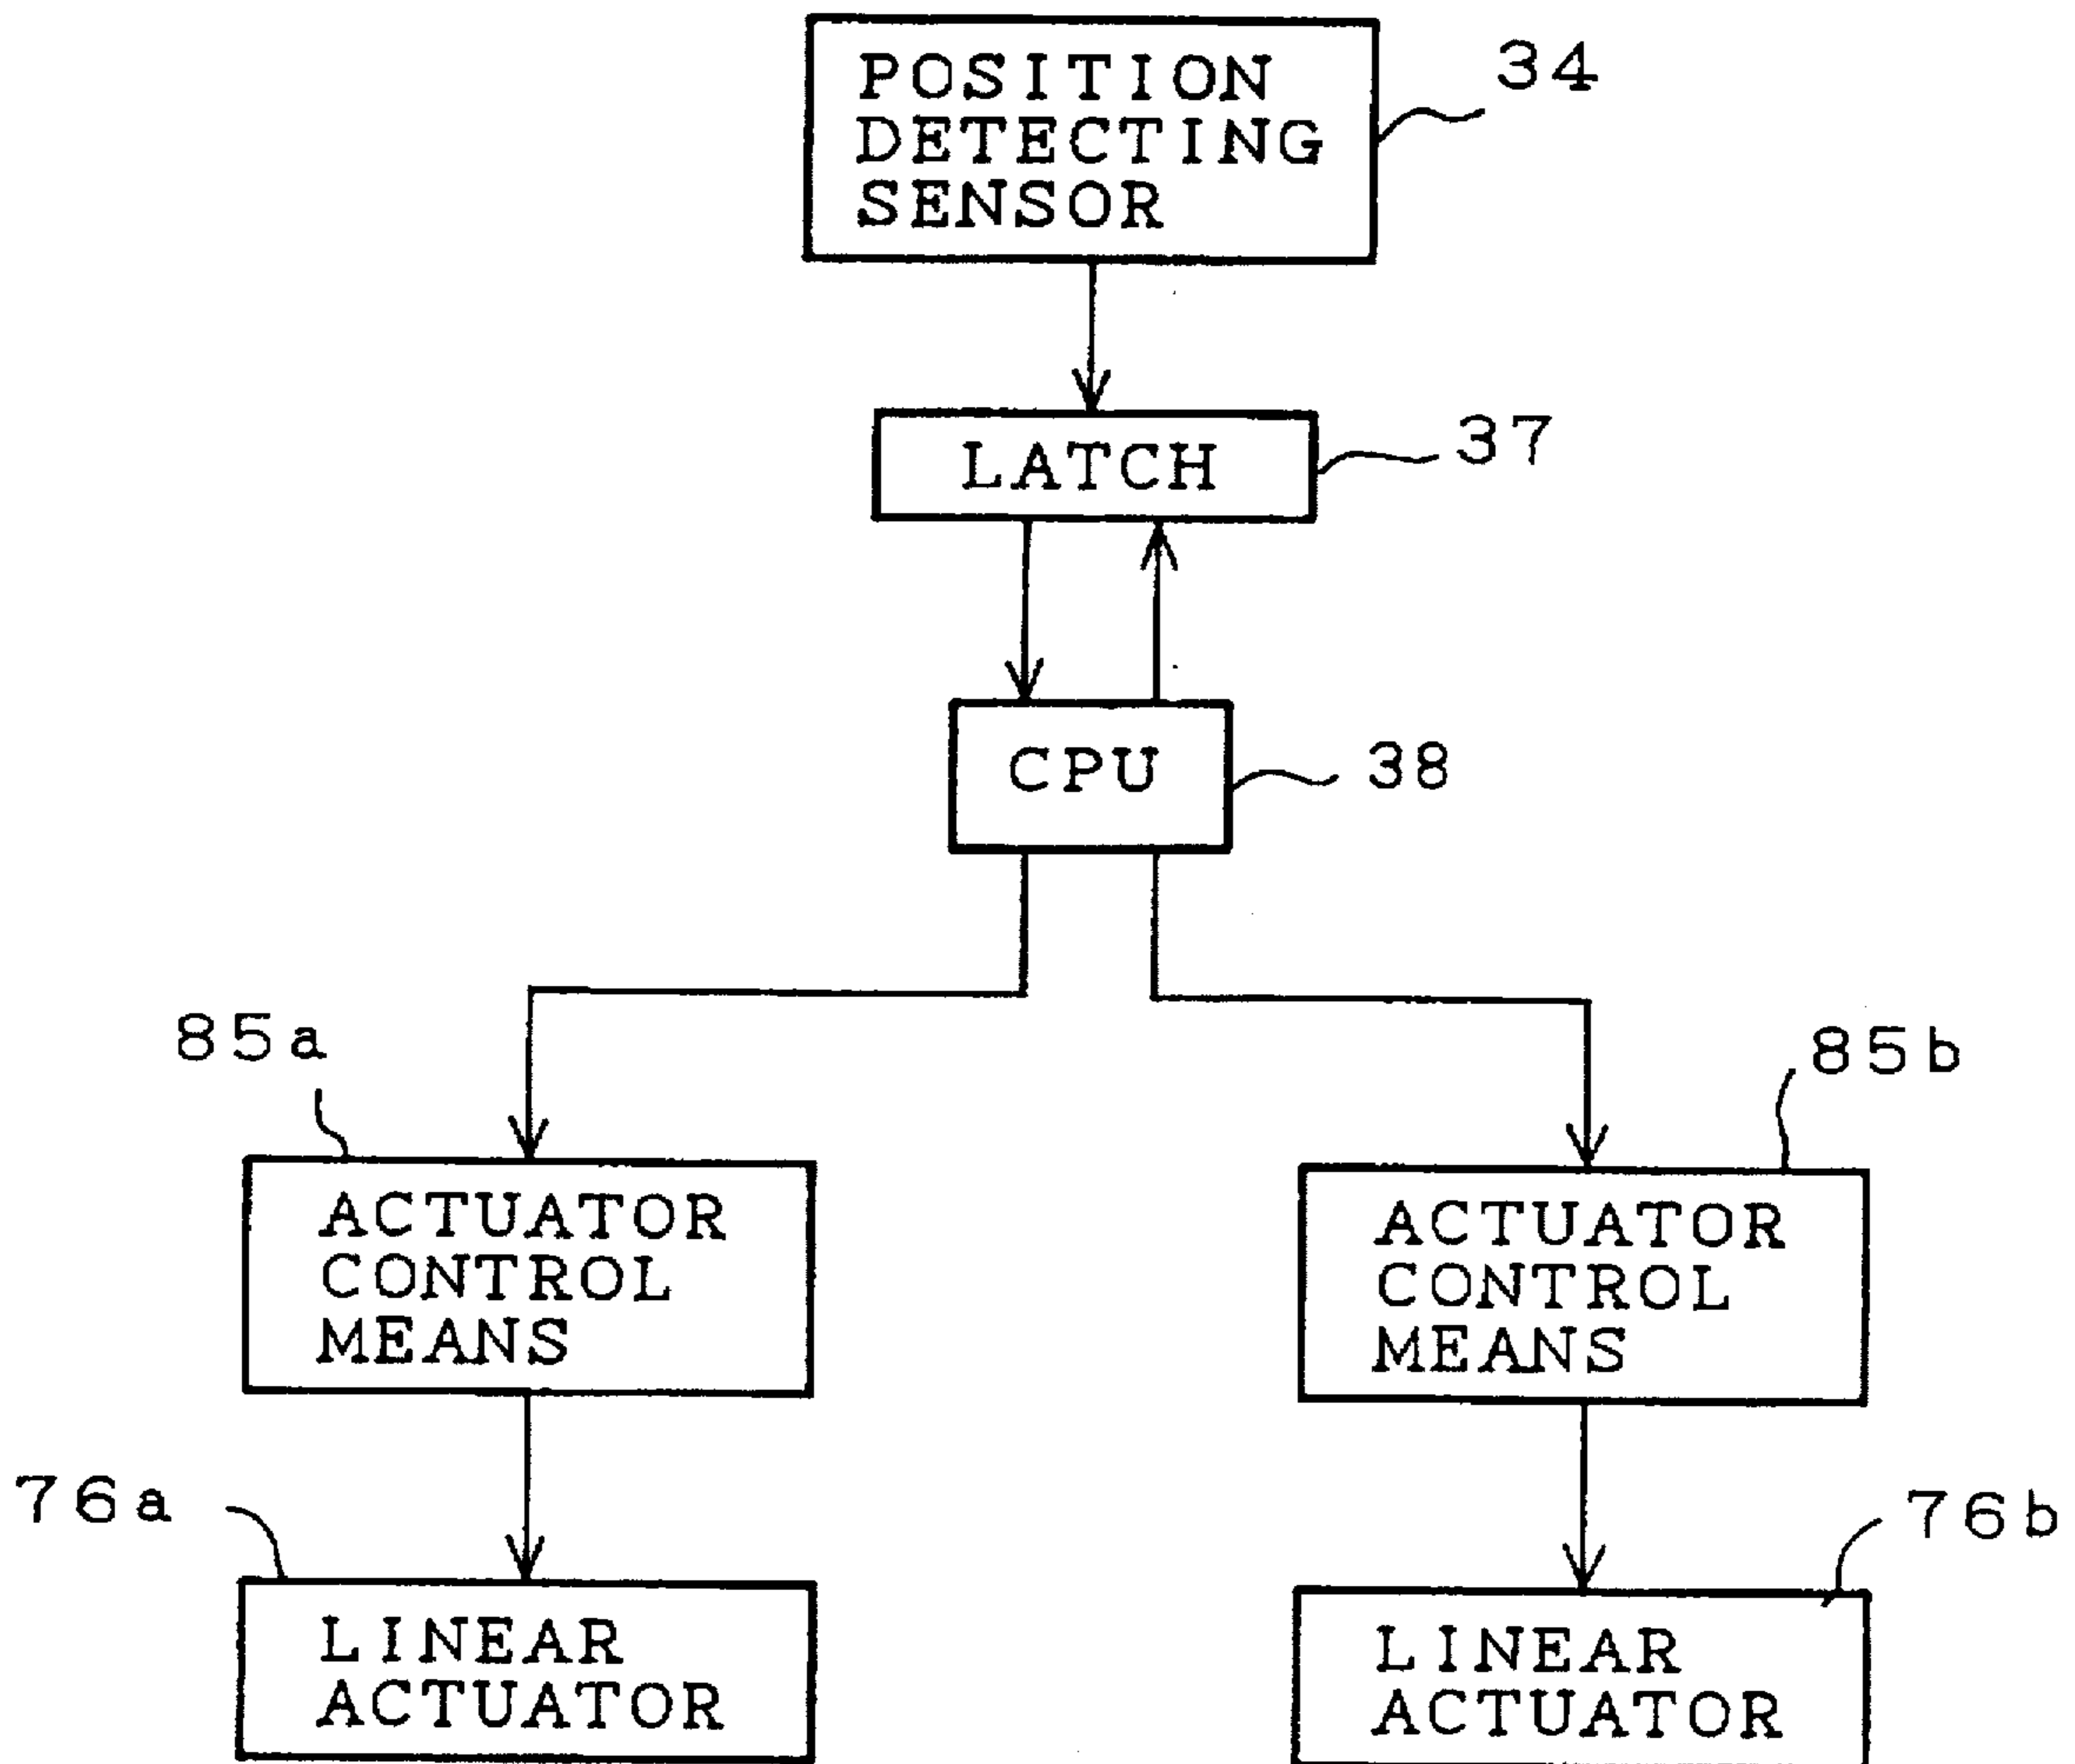 POSITION
DETECTING
SENSOR
34
LATCH
37
CPU
38
85a
85b
ACTUATOR
CONTROL
MEANS
ACTUATOR
CONTROL
MEANS
76a
76b
LINEAR
ACTUATOR
LINEAR
ACTUATOR